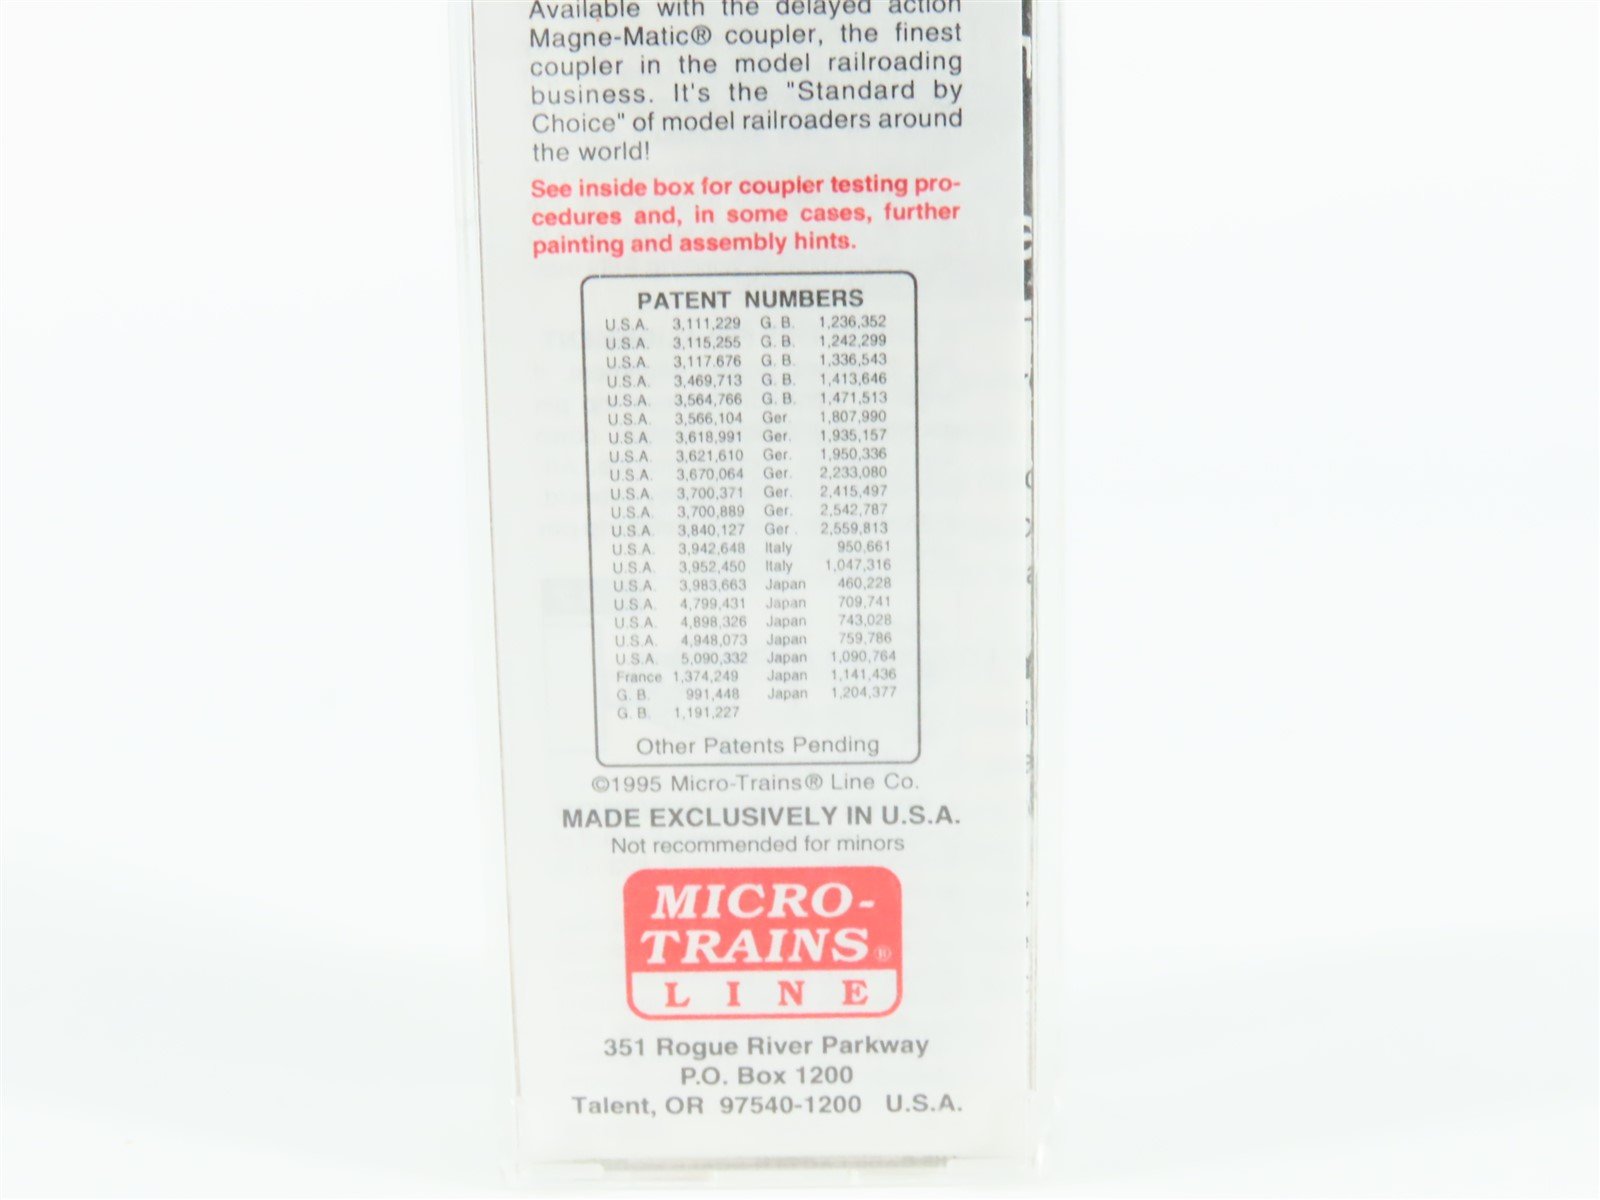 Available with the delayed action
Magne-Matic® coupler, the finest
coupler in the model railroading
business. It's the "Standard by
Choice" of model railroaders around
the world!
See inside box for coupler testing pro-
cedures and, in some cases, further
painting and assembly hints.
PATENT NUMBERS
U.S.A. 3,111,229 G. B. 1,236,352
U.S.A. 3,115,255 G. B. 1,242,299
U.S.A. 3,117,676 G. B. 1,336,543
U.S.A. 3,469,713 G. B. 1,413,646
U.S.A. 3,564,766 G. B. 1,471,513
U.S.A. 3,566,104 Ger. 1,807,990
U.S.A. 3,618,991 Ger. 1,935,157
U.S.A. 3,621,610 Ger. 1,950,336
U.S.A. 3,670,064 Ger. 2,233,080
U.S.A. 3,700,371 Ger. 2,415,497
U.S.A. 3,700,889 Ger. 2,542,787
U.S.A. 3,840,127 Ger. 2,559,813
U.S.A. 3,942,648 Italy 950,661
U.S.A. 3,952,450 Italy 1,047,316
U.S.A. 3,983,663 Japan 460,228
U.S.A. 4,799,431 Japan 709,741
U.S.A. 4,898,326 Japan 743,028
U.S.A. 4,948,073 Japan 759,786
U.S.A. 5,090,332 Japan 1,090,764
France 1,374,249 Japan 1,141,436
G. B. 991,448 Japan 1,204,377
G. B. 1,191,227
Other Patents Pending
©1995 Micro-Trains® Line Co.
MADE EXCLUSIVELY IN U.S.A.
Not recommended for minors
MICRO-
TRAINS®
LINE
351 Rogue River Parkway
P.O. Box 1200
Talent, OR 97540-1200 U.S.A.